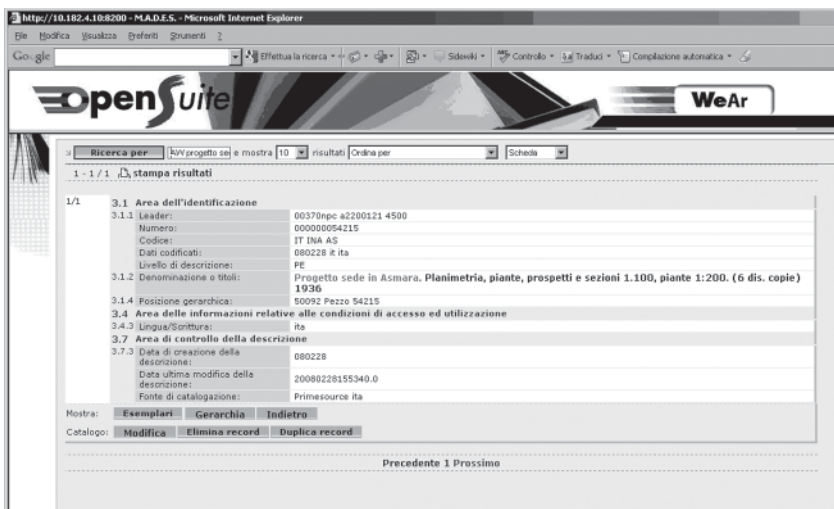 http://10.182.4.10:8200 - M.A.D.E.S. - Microsoft Internet Explorer
File Modifica Visualizza Preferiti Strumenti ?
Google Effettua la ricerca Sidewiki Controllo Traduci Compilazione automatica
OpenSuite WeAr
Ricerca per AVV progetto se e mostra 10 risultati Ordina per Scheda
1 - 1 / 1 stampa risultati
1/1 3.1 Area dell'identificazione
3.1.1 Leader: 00370npc a2200121 4500
Numero: 000000054215
Codice: IT INA AS
Dati codificati: 080228 it ita
Livello di descrizione: PE
3.1.2 Denominazione o titoli: Progetto sede in Asmara. Planimetria, piante, prospetti e sezioni 1.100, piante 1:200. (6 dis. copie)
1936
3.1.4 Posizione gerarchica: 50092 Pezzo 54215
3.4 Area delle informazioni relative alle condizioni di accesso ed utilizzazione
3.4.3 Lingua/Scrittura: ita
3.7 Area di controllo della descrizione
3.7.3 Data di creazione della descrizione: 080228
Data ultima modifica della descrizione: 20080228155340.0
Fonte di catalogazione: Primesource ita
Mostra: Esemplari Gerarchia Indietro
Catalogo: Modifica Elimina record Duplica record
Precedente 1 Prossimo